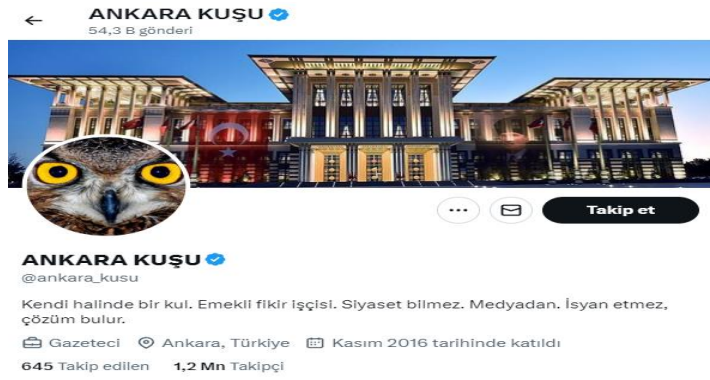 ANKARA KUŞU
54,3 B gönderi
Takip et
ANKARA KUŞU
@ankara_kusu
Kendi halinde bir kul. Emekli fikir işçisi. Siyaset bilmez. Medyadan. İsyan etmez,
çözüm bulur.
Gazeteci Ankara, Türkiye Kasım 2016 tarihinde katıldı
645 Takip edilen 1,2 Mn Takipçi